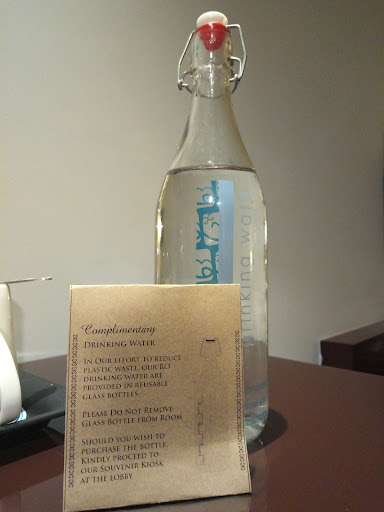 Complimentary
Drinking Water
In Our effort to reduce
plastic waste, our RO
drinking water are
provided in reusable
glass bottles.
Please Do Not Remove
Glass Bottle from Room
Should you wish to
purchase the bottle,
Kindly proceed to
our Souvenir Kiosk
at the lobby
drinking wat